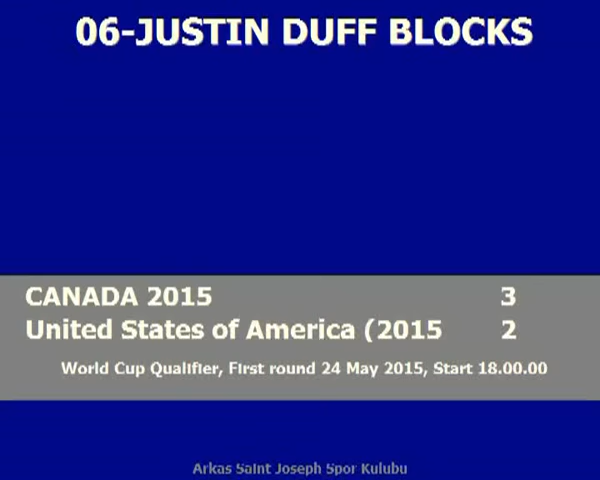 06-JUSTIN DUFF BLOCKS
CANADA 2015 3
United States of America (2015 2
World Cup Qualifier, First round 24 May 2015, Start 18.00.00
Arkas Saint Joseph Spor Kulubu